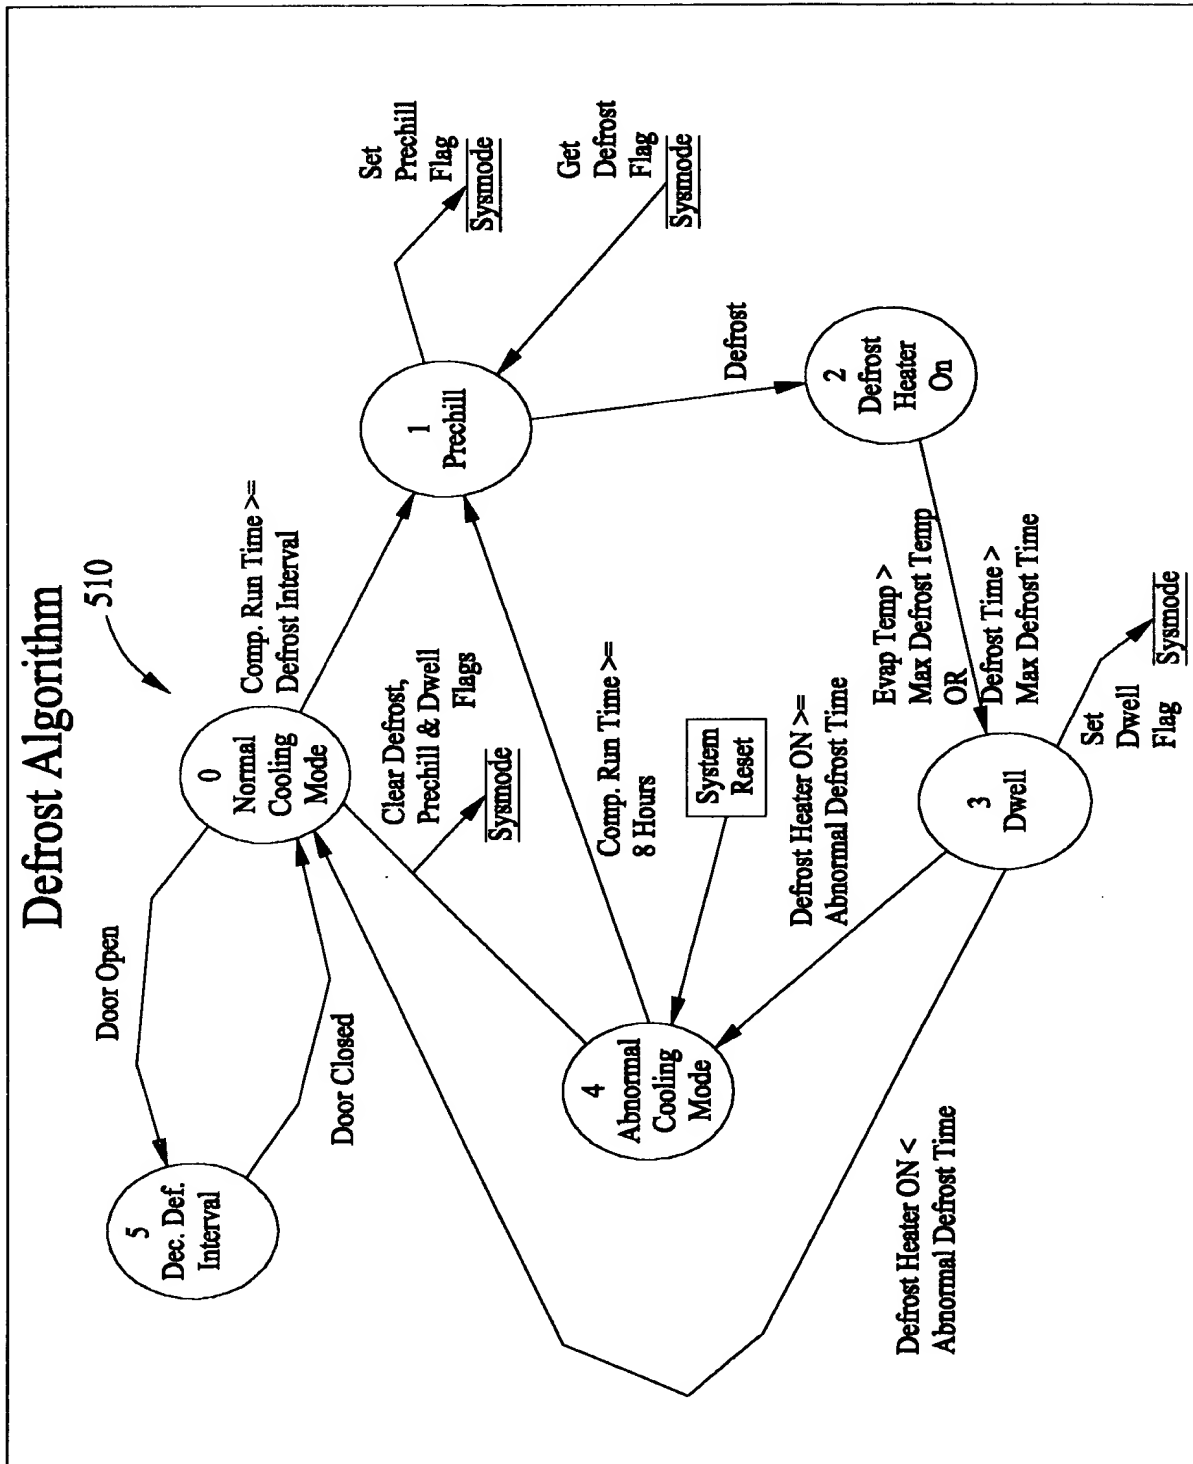 Defrost Algorithm
510
Door Open
Door Closed
5
Dec. Def.
Interval
0
Normal
Cooling
Mode
Comp. Run Time >=
Defrost Interval
Clear Defrost,
Prechill & Dwell
Flags
Sysmode
1
Prechill
Set
Prechill
Flag
Sysmode
Get
Defrost
Flag
Sysmode
Comp. Run Time >=
8 Hours
System
Reset
4
Abnormal
Cooling
Mode
Defrost Heater ON >=
Abnormal Defrost Time
Defrost
2
Defrost
Heater
On
Evap Temp >
Max Defrost Temp
OR
Defrost Time >
Max Defrost Time
3
Dwell
Set
Dwell
Flag
Sysmode
Defrost Heater ON <
Abnormal Defrost Time